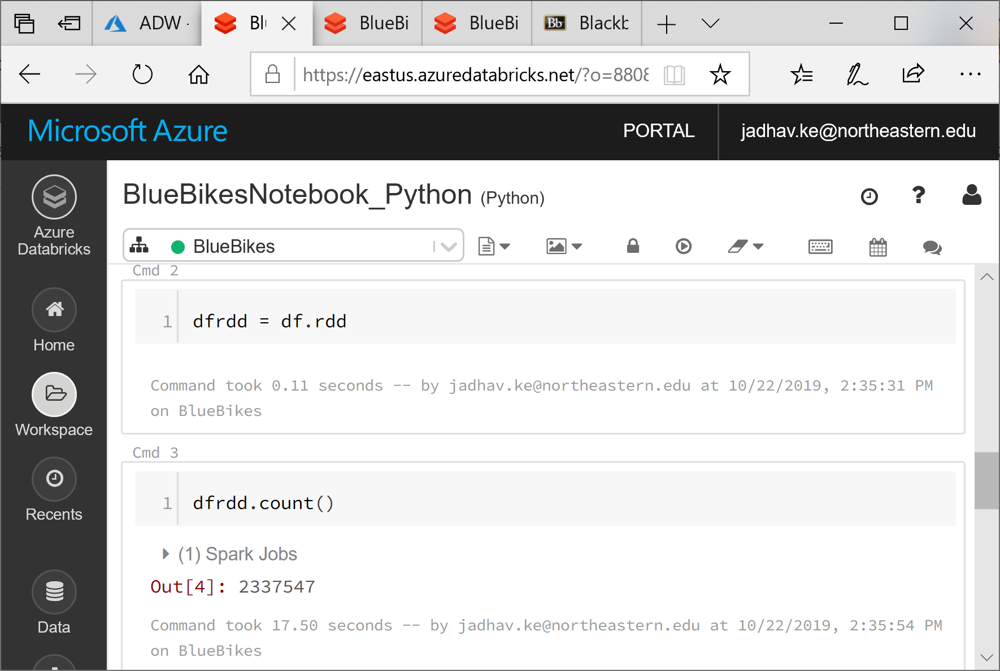 ADW -
Bl
BlueBi
BlueBi
Bb Blackb
https://eastus.azuredatabricks.net/?o=8808
Microsoft Azure
PORTAL
jadhav.ke@northeastern.edu
Azure
Databricks
Home
Workspace
Recents
Data
BlueBikesNotebook_Python (Python)
?
BlueBikes
Cmd 2
1 dfrdd = df.rdd
Command took 0.11 seconds -- by jadhav.ke@northeastern.edu at 10/22/2019, 2:35:31 PM
on BlueBikes
Cmd 3
1 dfrdd.count()
(1) Spark Jobs
Out[4]: 2337547
Command took 17.50 seconds -- by jadhav.ke@northeastern.edu at 10/22/2019, 2:35:54 PM
on BlueBikes